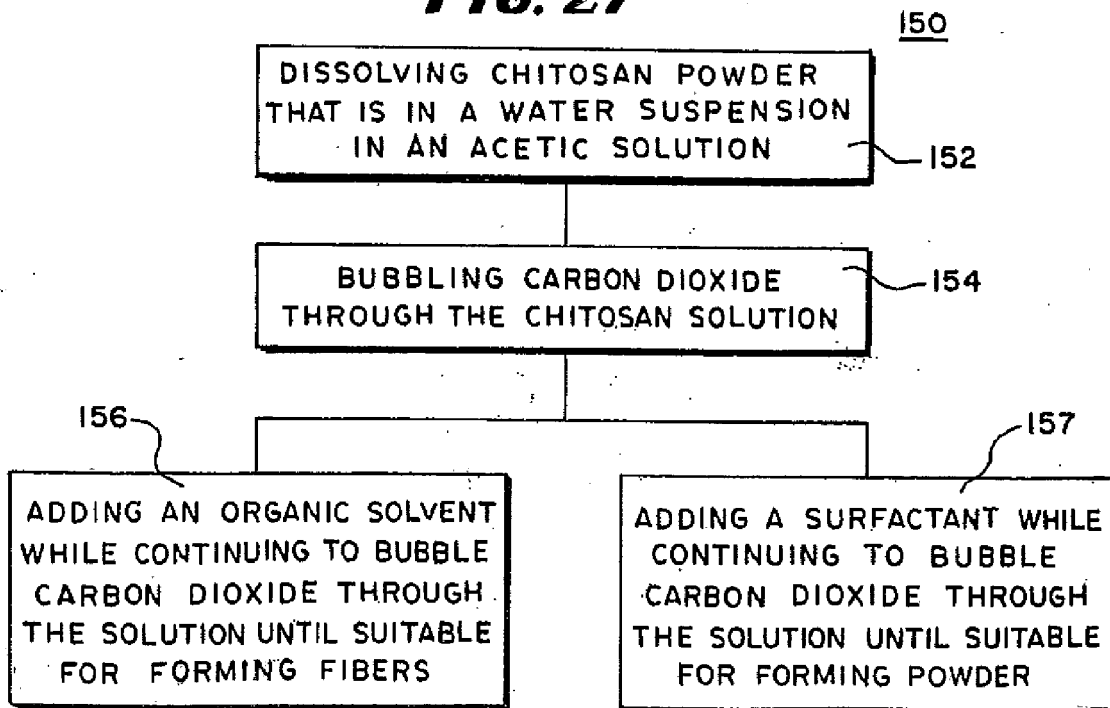 FIG. 27
150
DISSOLVING CHITOSAN POWDER
THAT IS IN A WATER SUSPENSION
IN AN ACETIC SOLUTION
152
BUBBLING CARBON DIOXIDE
THROUGH THE CHITOSAN SOLUTION
154
156
ADDING AN ORGANIC SOLVENT
WHILE CONTINUING TO BUBBLE
CARBON DIOXIDE THROUGH
THE SOLUTION UNTIL SUITABLE
FOR FORMING FIBERS
157
ADDING A SURFACTANT WHILE
CONTINUING TO BUBBLE
CARBON DIOXIDE THROUGH
THE SOLUTION UNTIL SUITABLE
FOR FORMING POWDER